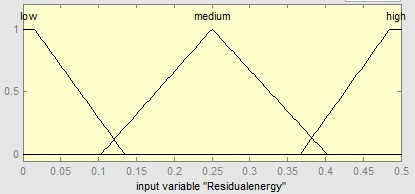 low medium high
1
0.5
0
0 0.05 0.1 0.15 0.2 0.25 0.3 0.35 0.4 0.45 0.5
input variable "Residualenergy"